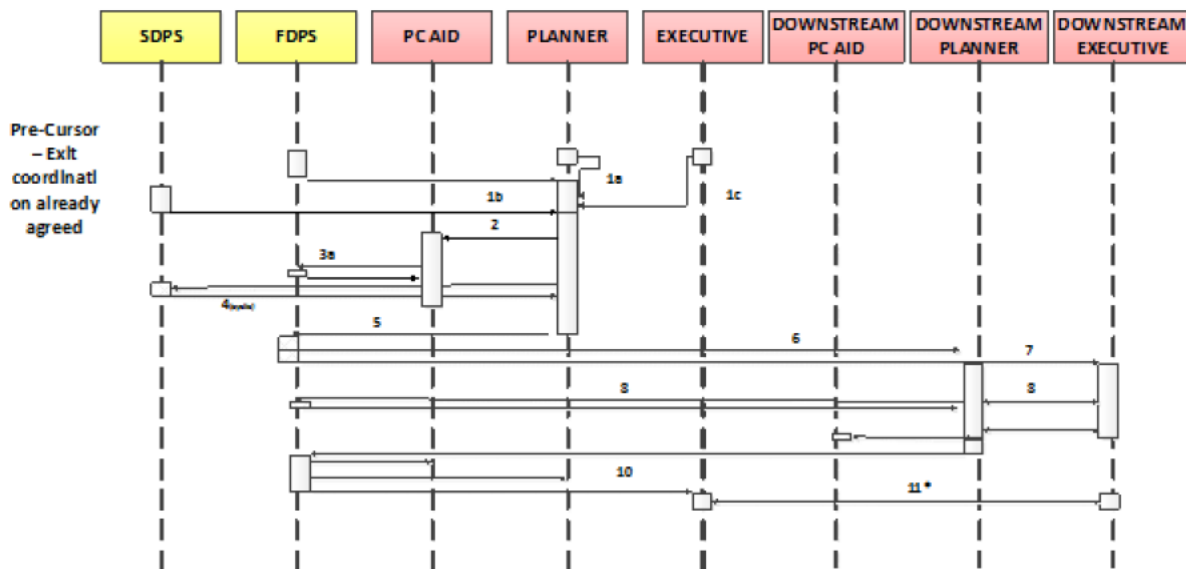 SDPS
FDPS
PC AID
PLANNER
EXECUTIVE
DOWNSTREAM
PC AID
DOWNSTREAM
PLANNER
DOWNSTREAM
EXECUTIVE
Pre-Cursor
– Exit
coordinati
on already
agreed
1a
1b
1c
2
3a
4
5
6
7
8
8
10
11*